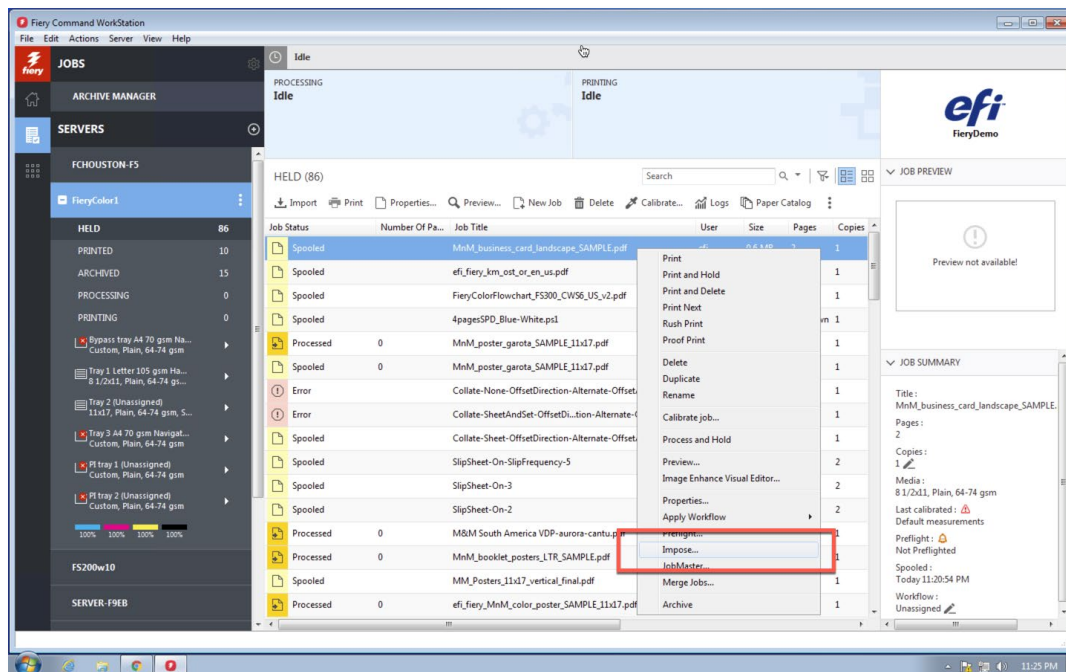 Fiery Command WorkStation
File Edit Actions Server View Help
fiery
JOBS
Idle
ARCHIVE MANAGER
SERVERS
FCHOUSTON-F5
FieryColor1
HELD 86
PRINTED 10
ARCHIVED 15
PROCESSING 0
PRINTING 0
Bypass tray A4 70 gsm Na...
Custom, Plain, 64-74 gsm
Tray 1 Letter 105 gsm Ha...
8 1/2x11, Plain, 64-74 gs...
Tray 2 (Unassigned)
11x17, Plain, 64-74 gsm, S...
Tray 3 A4 70 gsm Navigat...
Custom, Plain, 64-74 gsm
PI tray 1 (Unassigned)
Custom, Plain, 64-74 gsm
PI tray 2 (Unassigned)
Custom, Plain, 64-74 gsm
100% 100% 100% 100%
FS200w10
SERVER-F9EB
PROCESSING
Idle
PRINTING
Idle
HELD (86)
Search
Import Print Properties... Preview... New Job Delete Calibrate... Logs Paper Catalog
Job Status Number Of Pa... Job Title User Size Pages Copies
Spooled MnM_business_card_landscape_SAMPLE.pdf efi 0.6 MB 2 1
Spooled efi_fiery_km_ost_or_en_us.pdf 1
Spooled FieryColorFlowchart_FS300_CWS6_US_v2.pdf 1
Spooled 4pagesSPD_Blue-White.ps1 wn 1
Processed 0 MnM_poster_garota_SAMPLE_11x17.pdf 1
Spooled 0 MnM_poster_garota_SAMPLE_11x17.pdf 1
Error Collate-None-OffsetDirection-Alternate-Offset 1
Error Collate-SheetAndSet-OffsetDi...tion-Alternate- 1
Spooled Collate-Sheet-OffsetDirection-Alternate-Offset 1
Spooled SlipSheet-On-SlipFrequency-5 2
Spooled SlipSheet-On-3 2
Spooled SlipSheet-On-2 2
Processed 0 M&M South America VDP-aurora-cantu.pdf 1
Processed 0 MnM_booklet_posters_LTR_SAMPLE.pdf 1
Spooled MM_Posters_11x17_vertical_final.pdf 1
Processed 0 efi_fiery_MnM_color_poster_SAMPLE_11x17.pdf 1
Print
Print and Hold
Print and Delete
Print Next
Rush Print
Proof Print
Delete
Duplicate
Rename
Calibrate job...
Process and Hold
Preview...
Image Enhance Visual Editor...
Properties...
Apply Workflow
Preflight...
Impose...
JobMaster...
Merge Jobs...
Archive
efi
FieryDemo
JOB PREVIEW
Preview not available!
JOB SUMMARY
Title :
MnM_business_card_landscape_SAMPLE.
Pages :
2
Copies :
1
Media :
8 1/2x11, Plain, 64-74 gsm
Last calibrated :
Default measurements
Preflight :
Not Preflighted
Spooled :
Today 11:20:54 PM
Workflow :
Unassigned
11:25 PM